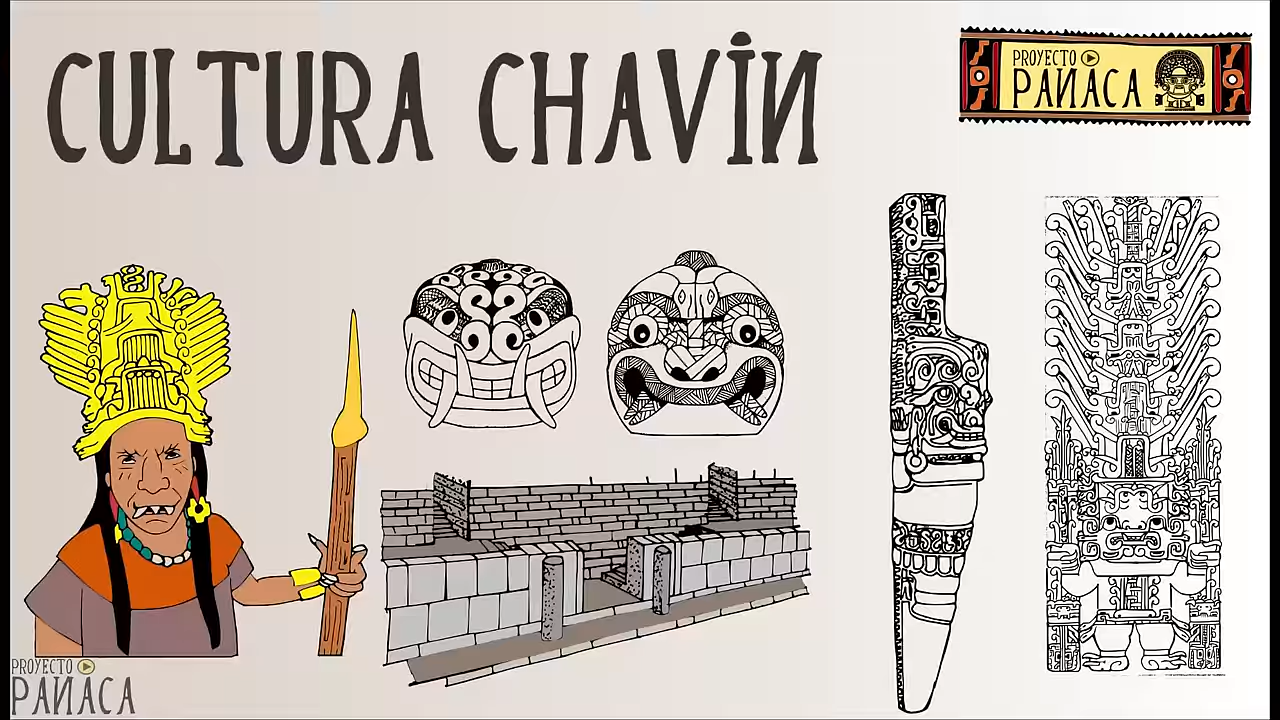 CULTURA CHAVÍN
PROYECTO
PANACA
PROYECTO
PANACA